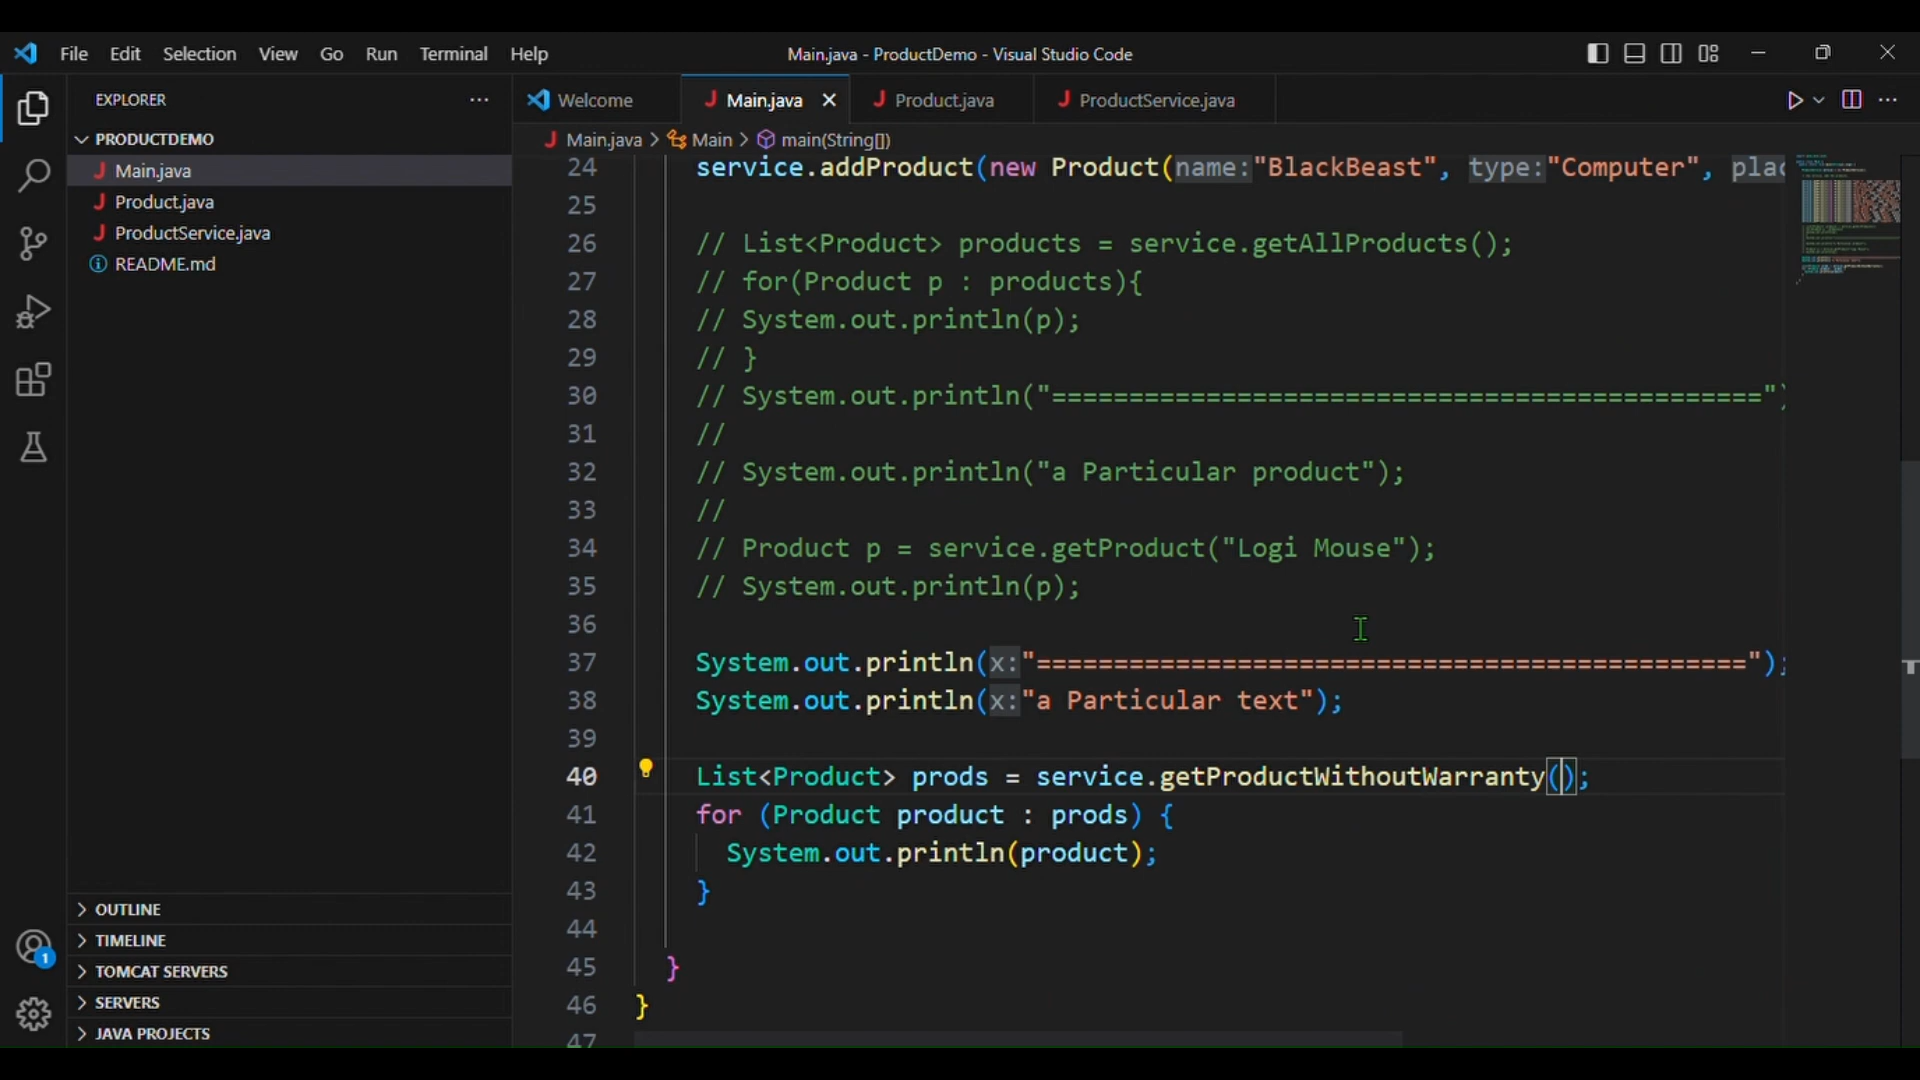 File Edit Selection View Go Run Terminal Help
Main.java - ProductDemo - Visual Studio Code
EXPLORER
PRODUCTDEMO
Main.java
Product.java
ProductService.java
README.md
OUTLINE
TIMELINE
TOMCAT SERVERS
SERVERS
JAVA PROJECTS
1
Welcome Main.java Product.java ProductService.java
Main.java > Main > main(String[])
24 service.addProduct(new Product(name:"BlackBeast", type:"Computer", plac
25
26 // List<Product> products = service.getAllProducts();
27 // for(Product p : products){
28 // System.out.println(p);
29 // }
30 // System.out.println("==============================================")
31 //
32 // System.out.println("a Particular product");
33 //
34 // Product p = service.getProduct("Logi Mouse");
35 // System.out.println(p);
36
37 System.out.println(x:"==============================================");
38 System.out.println(x:"a Particular text");
39
40 List<Product> prods = service.getProductWithoutWarranty();
41 for (Product product : prods) {
42 System.out.println(product);
43 }
44
45 }
46 }
47